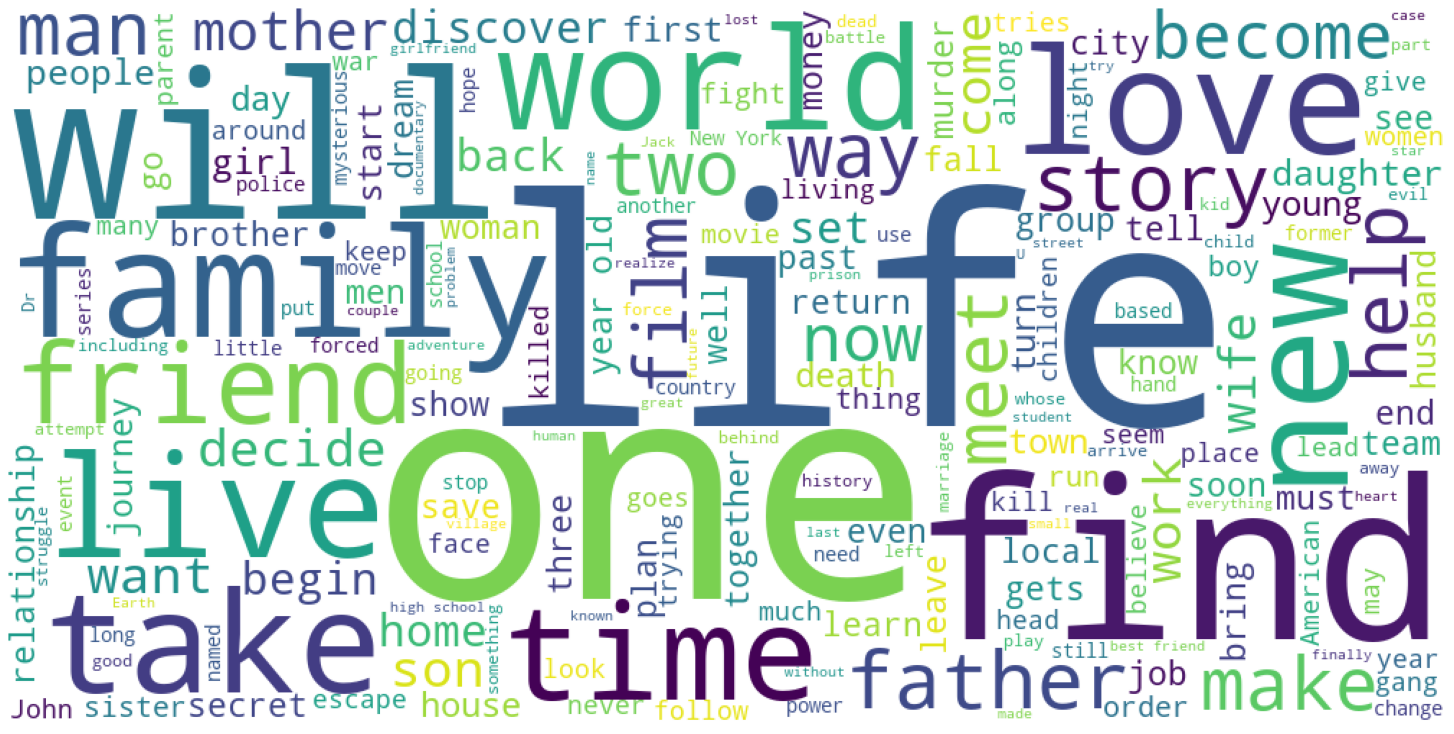 man mother discover first lost money dead tries case
people parent girlfriend war hope battle city become part
will world love
day mysterious fight murder come along night try give
go around start dream documentary Jack New York see
girl police back two way fall story women star
many brother woman name another living daughter
family life young evil
keep move school problem film movie set past use group tell kid former
Dr series men couple put year old realize prison street U child boy new help
return turn children based
including little forced adventure killed force well now meet know wife husband
friend going country future death hand
show great thing whose student
attempt decide human behind town seem arrive end
relationship journey live one marriage place lead team
event stop save history run soon away
struggle village goes kill real must heart everything
want face three together last even small find
begin trying need left local work believe
take Earth high school plan much leave gets American may
long home time known learn head bring
good named son something look play still best friend finally year
without father job make gang
John sister secret escape house never follow power made order change